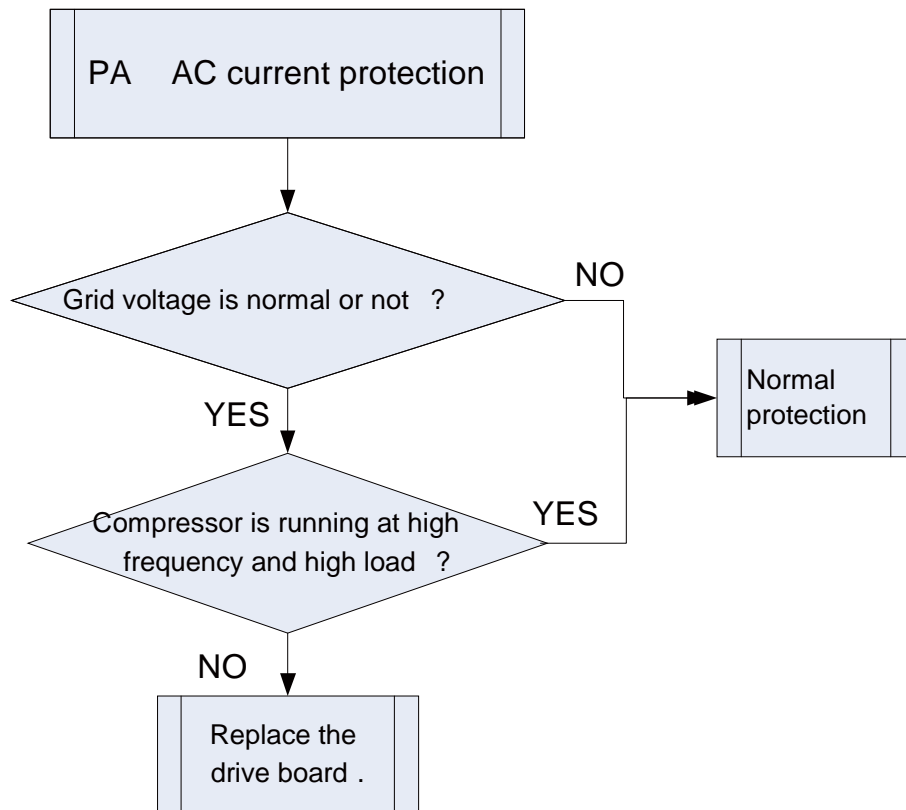 PA AC current protection
Grid voltage is normal or not ?
NO
YES
Normal
protection
Compressor is running at high
frequency and high load ?
YES
NO
Replace the
drive board .